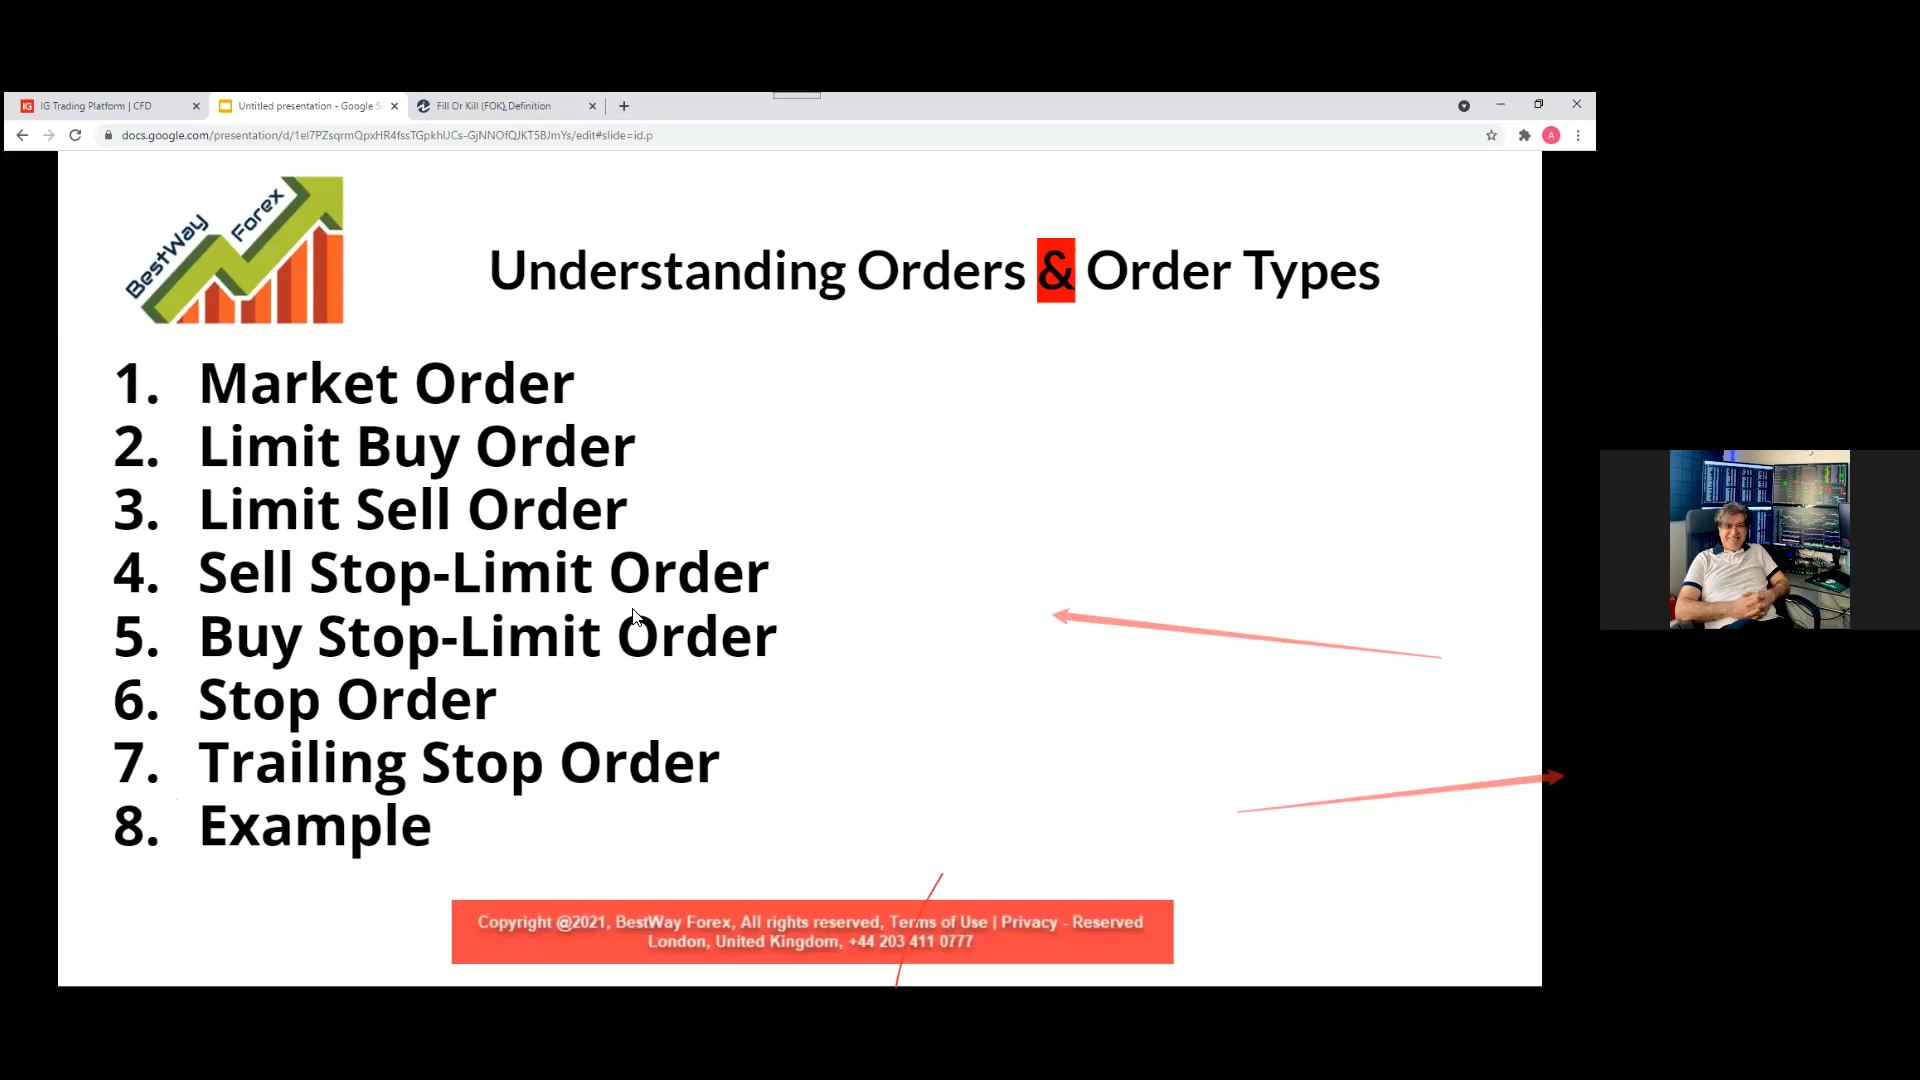 IG Trading Platform | CFD
Untitled presentation - Google S
Fill Or Kill (FOK) Definition
docs.google.com/presentation/d/1el7PZsqrmQpxHR4fssTGpkhUCs-GjNNOfQJKT5BJmYs/edit#slide=id.p
A
BestWay Forex
Understanding Orders & Order Types
1. Market Order
2. Limit Buy Order
3. Limit Sell Order
4. Sell Stop-Limit Order
5. Buy Stop-Limit Order
6. Stop Order
7. Trailing Stop Order
8. Example
Copyright @2021, BestWay Forex, All rights reserved, Terms of Use | Privacy - Reserved
London, United Kingdom, +44 203 411 0777